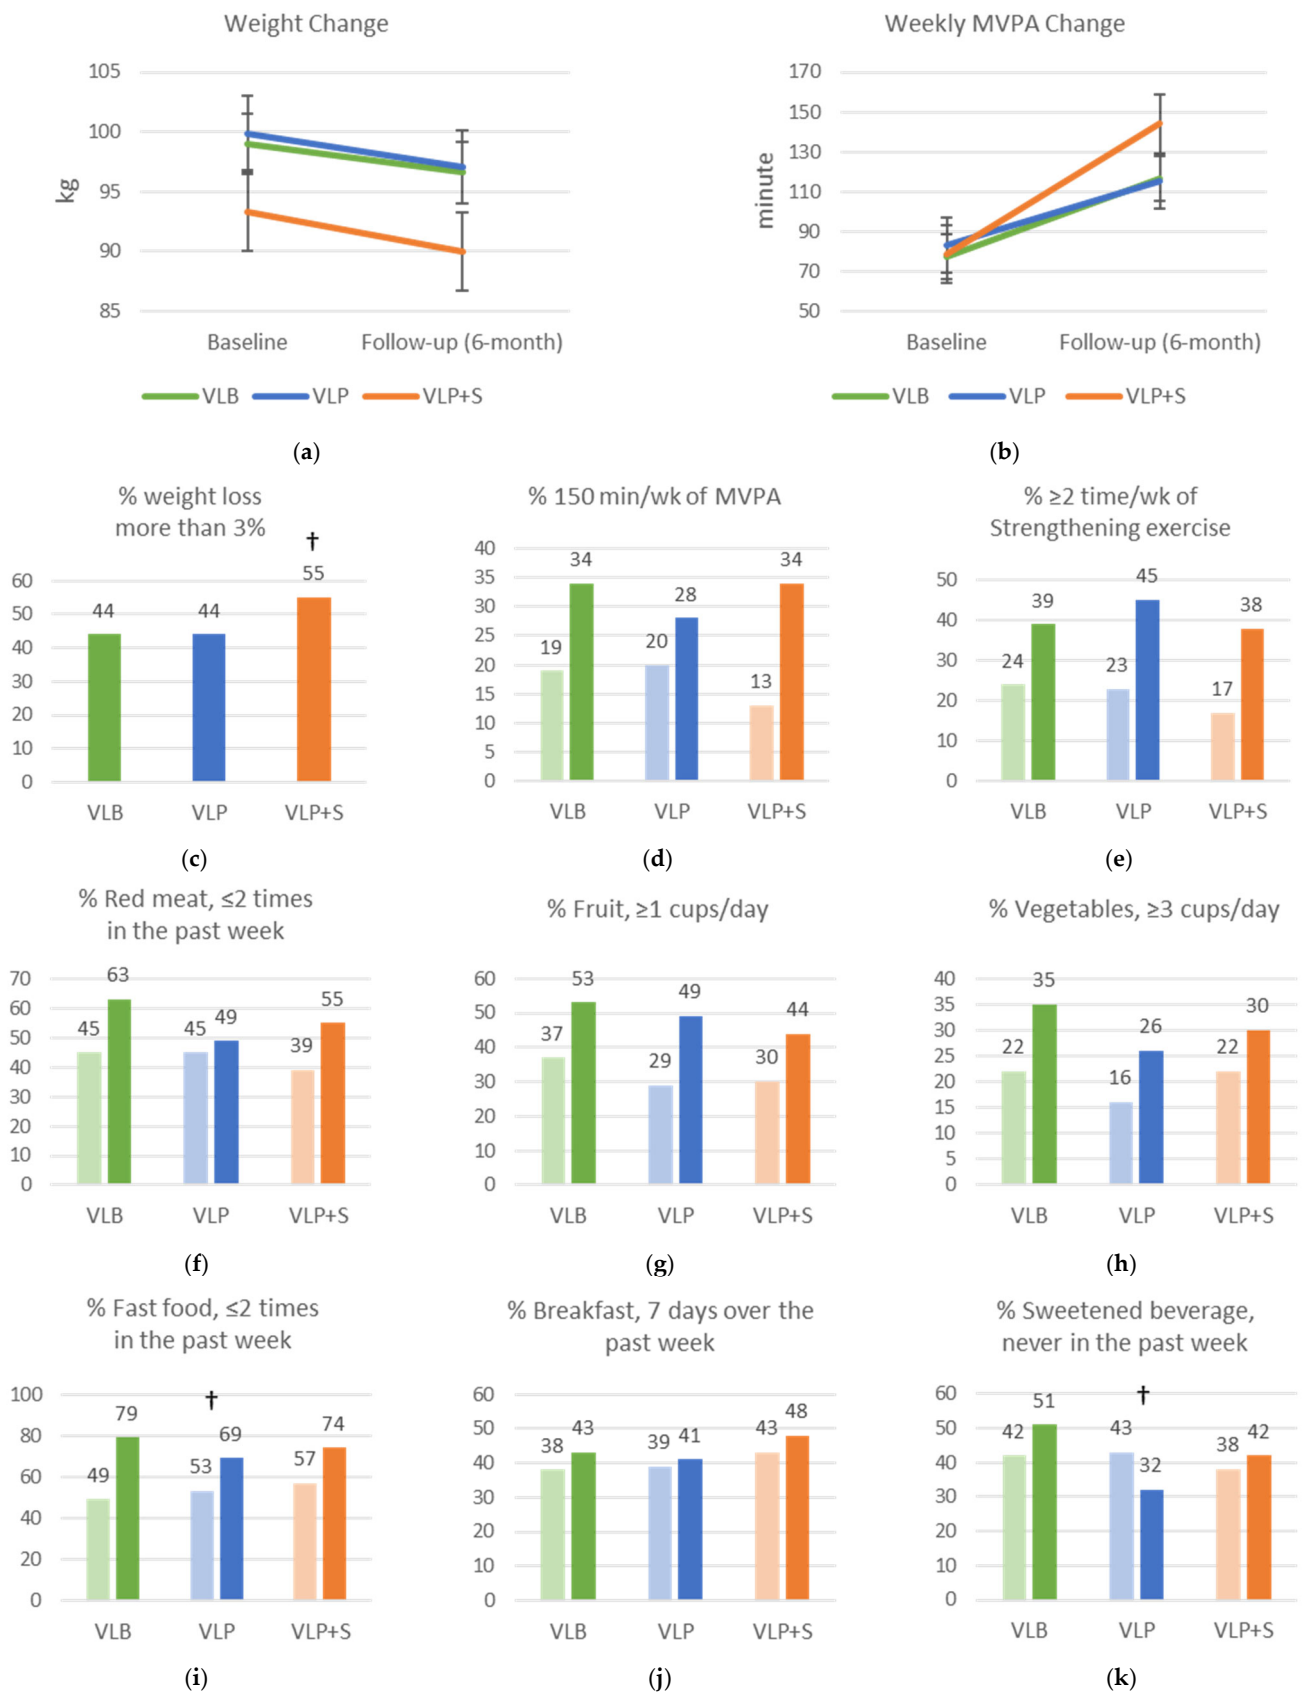 Weight Change
105
100
95
90
85
kg
Baseline Follow-up (6-month)
VLB VLP VLP+S
(a)
Weekly MVPA Change
170
150
130
110
90
70
50
minute
Baseline Follow-up (6-month)
VLB VLP VLP+S
(b)
% weight loss
more than 3%
†
60
50
40
30
20
10
0
44 44 55
VLB VLP VLP+S
(c)
% 150 min/wk of MVPA
40
35
30
25
20
15
10
5
0
19 34 20 28 13 34
VLB VLP VLP+S
(d)
% ≥2 time/wk of
Strengthening exercise
50
40
30
20
10
0
24 39 23 45 17 38
VLB VLP VLP+S
(e)
% Red meat, ≤2 times
in the past week
70
60
50
40
30
20
10
0
45 63 45 49 39 55
VLB VLP VLP+S
(f)
% Fruit, ≥1 cups/day
60
50
40
30
20
10
0
37 53 29 49 30 44
VLB VLP VLP+S
(g)
% Vegetables, ≥3 cups/day
40
35
30
25
20
15
10
5
0
22 35 16 26 22 30
VLB VLP VLP+S
(h)
% Fast food, ≤2 times
in the past week
†
100
80
60
40
20
0
49 79 53 69 57 74
VLB VLP VLP+S
(i)
% Breakfast, 7 days over the
past week
60
50
40
30
20
10
0
38 43 39 41 43 48
VLB VLP VLP+S
(j)
% Sweetened beverage,
never in the past week
†
60
50
40
30
20
10
0
42 51 43 32 38 42
VLB VLP VLP+S
(k)